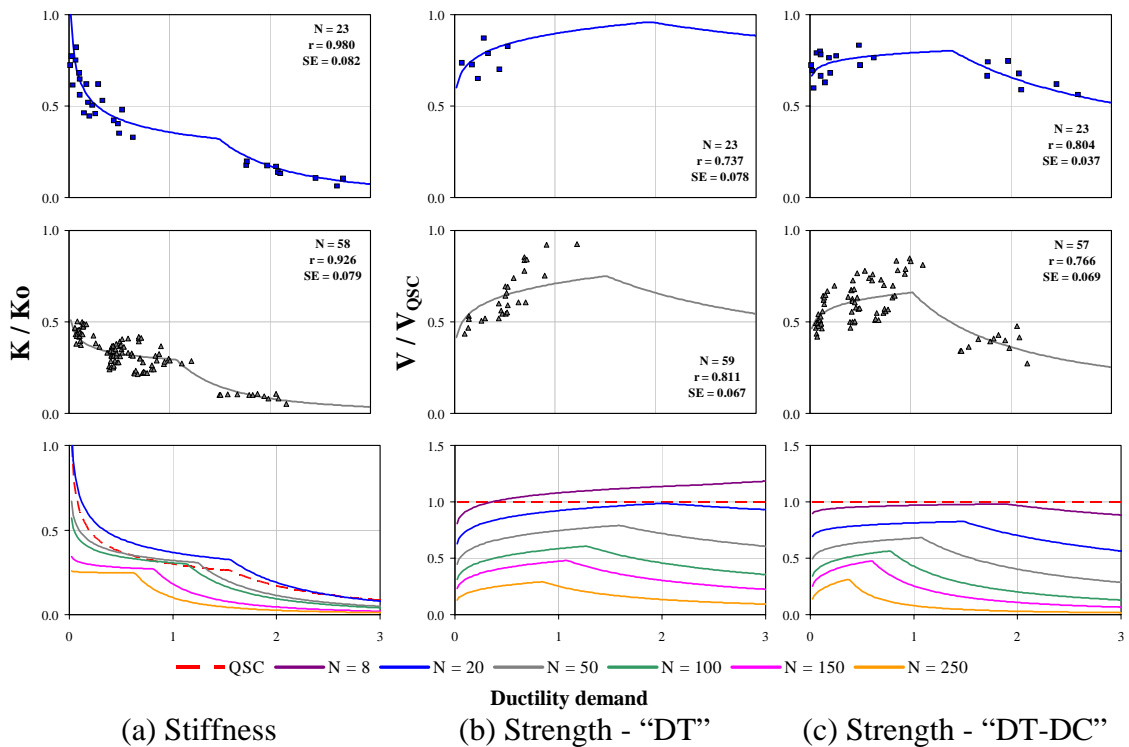 1.0
0.5
0.0
N = 23
r = 0.980
SE = 0.082
N = 23
r = 0.737
SE = 0.078
1.0
0.5
0.0
N = 23
r = 0.804
SE = 0.037
1.0
0.5
0.0
K / Ko
1.0
0.5
0.0
N = 58
r = 0.926
SE = 0.079
V / VQSC
1.0
0.5
0.0
N = 59
r = 0.811
SE = 0.067
1.0
0.5
0.0
N = 57
r = 0.766
SE = 0.069
1.0
0.5
0.0
0 1 2 3
1.5
1.0
0.5
0.0
0 1 2 3
1.5
1.0
0.5
0.0
0 1 2 3
QSC N = 8 N = 20 N = 50 N = 100 N = 150 N = 250
Ductility demand
(a) Stiffness (b) Strength - “DT” (c) Strength - “DT-DC”